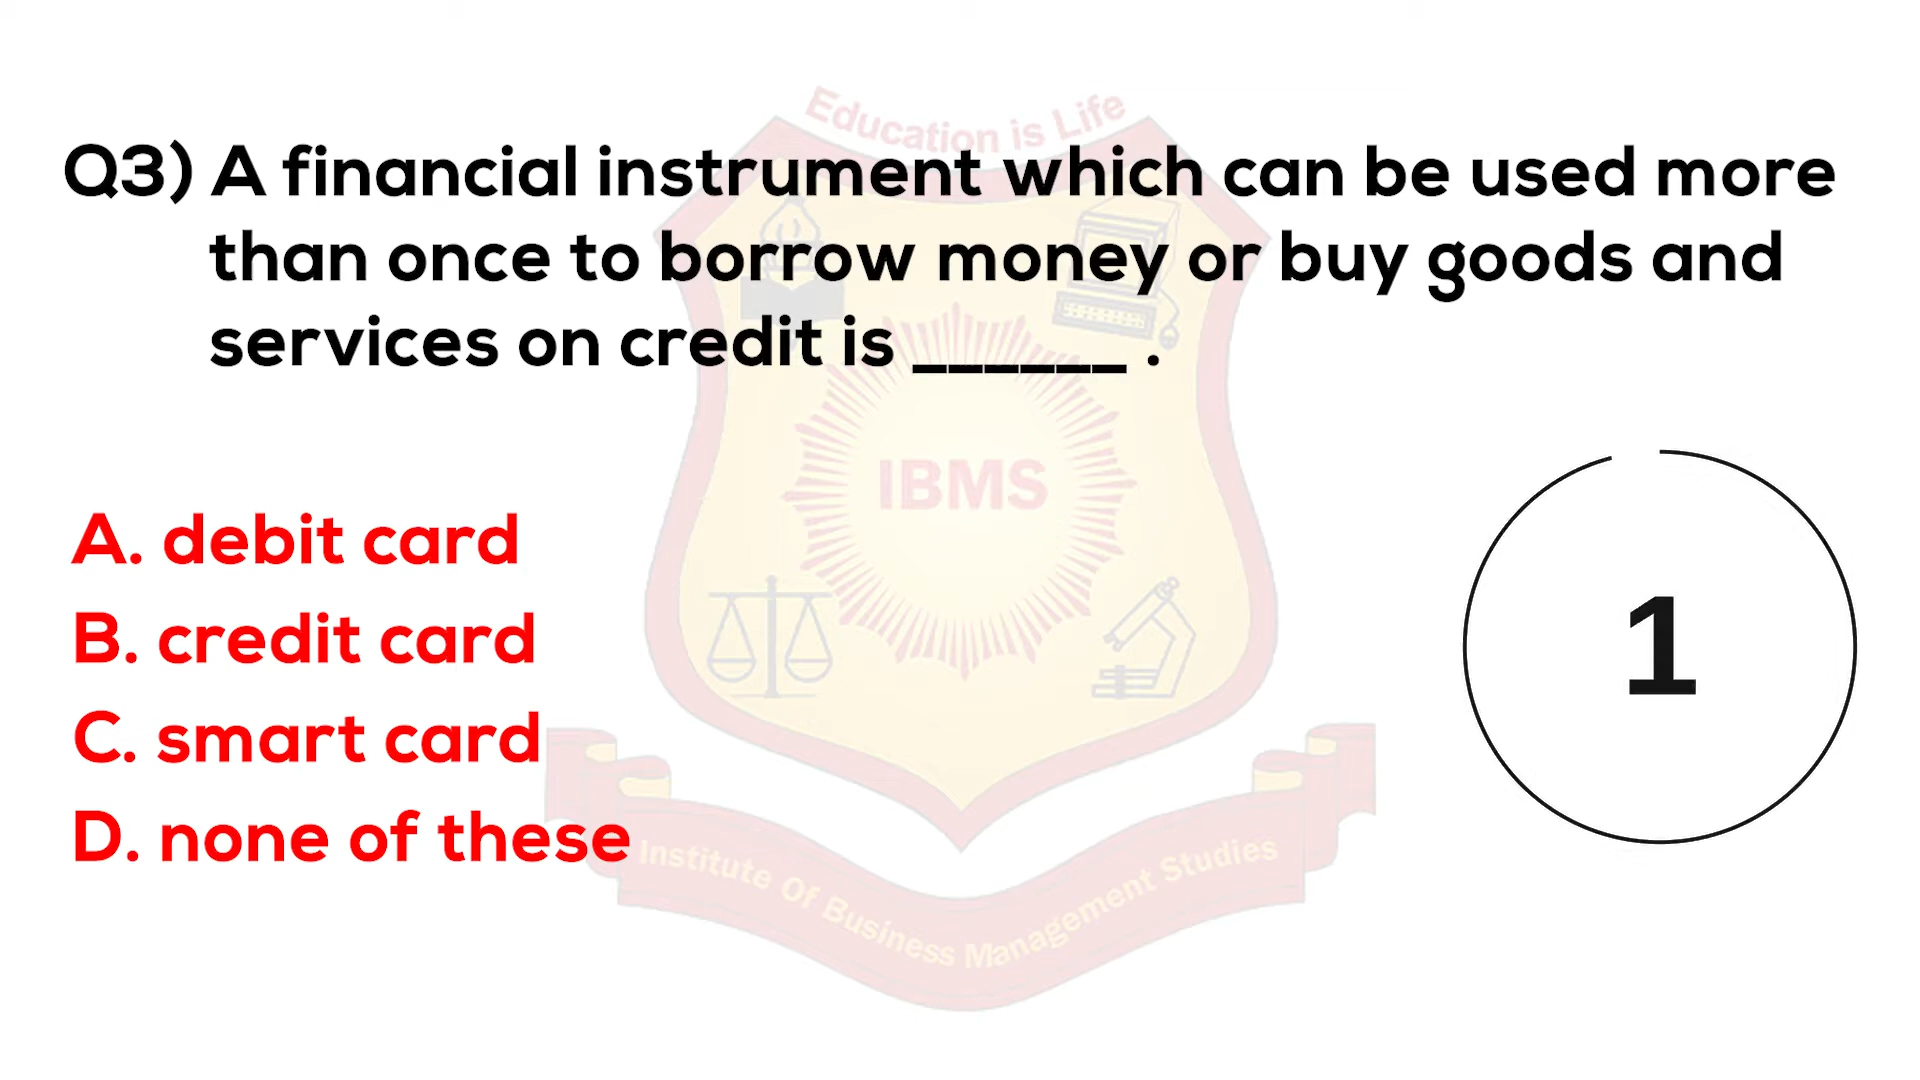 Education is Life
Q3) A financial instrument which can be used more
than once to borrow money or buy goods and
services on credit is ______ .
IBMS
A. debit card
B. credit card
C. smart card
D. none of these
1
Institute Of Business Management Studies